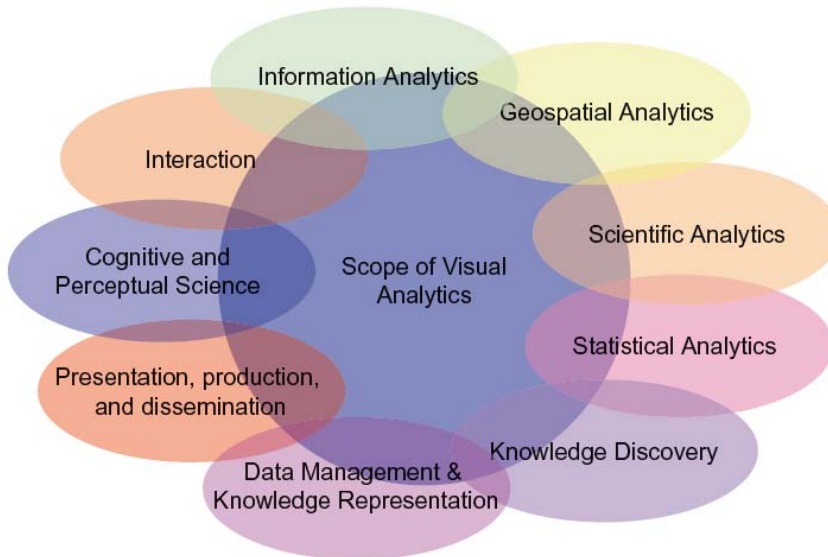 Information Analytics
Geospatial Analytics
Interaction
Scientific Analytics
Cognitive and
Perceptual Science
Scope of Visual
Analytics
Statistical Analytics
Presentation, production,
and dissemination
Knowledge Discovery
Data Management &
Knowledge Representation